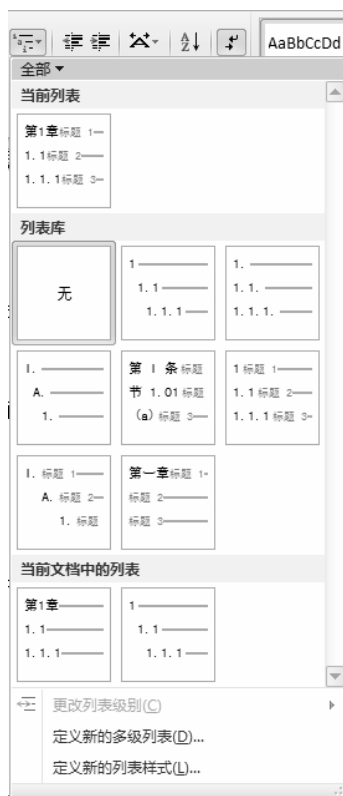 AaBbCcDd
全部
当前列表
第1章标题 1
1.1标题 2
1.1.1标题 3
列表库
无
1
1.1
1.1.1
1.
1.1.
1.1.1.
I.
A.
1.
第 I 条标题
节 1.01标题
(a)标题 3
1标题 1
1.1标题 2
1.1.1标题 3
I.标题 1
A.标题 2
1.标题
第一章标题 1
标题 2
标题 3
当前文档中的列表
第1章
1.1
1.1.1
1
1.1
1.1.1
更改列表级别(C)
定义新的多级列表(D)...
定义新的列表样式(L)...